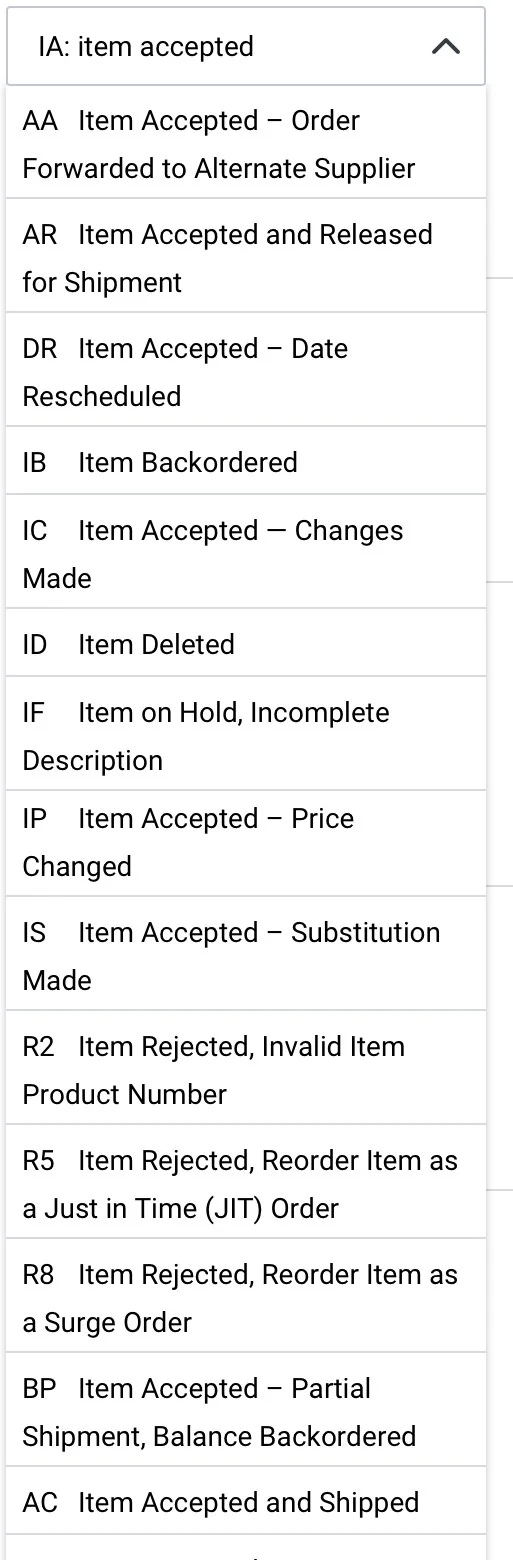 IA: item accepted
AA Item Accepted – Order
Forwarded to Alternate Supplier
AR Item Accepted and Released
for Shipment
DR Item Accepted – Date
Rescheduled
IB Item Backordered
IC Item Accepted — Changes
Made
ID Item Deleted
IF Item on Hold, Incomplete
Description
IP Item Accepted – Price
Changed
IS Item Accepted – Substitution
Made
R2 Item Rejected, Invalid Item
Product Number
R5 Item Rejected, Reorder Item as
a Just in Time (JIT) Order
R8 Item Rejected, Reorder Item as
a Surge Order
BP Item Accepted – Partial
Shipment, Balance Backordered
AC Item Accepted and Shipped